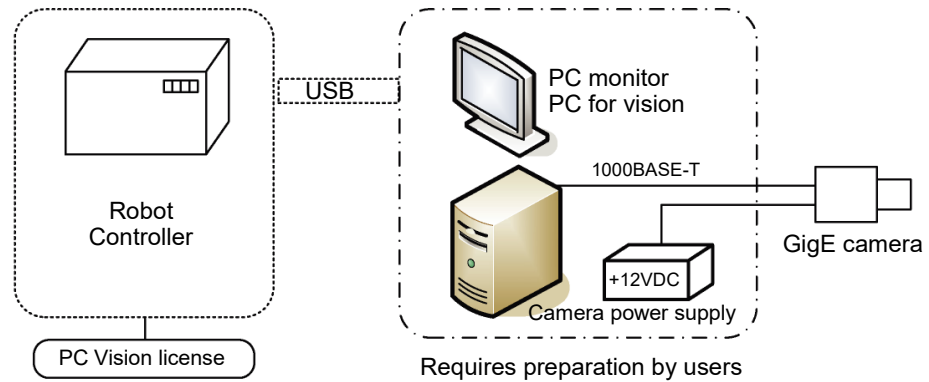 Robot
Controller
PC Vision license
USB
PC monitor
PC for vision
1000BASE-T
+12VDC
Camera power supply
GigE camera
Requires preparation by users